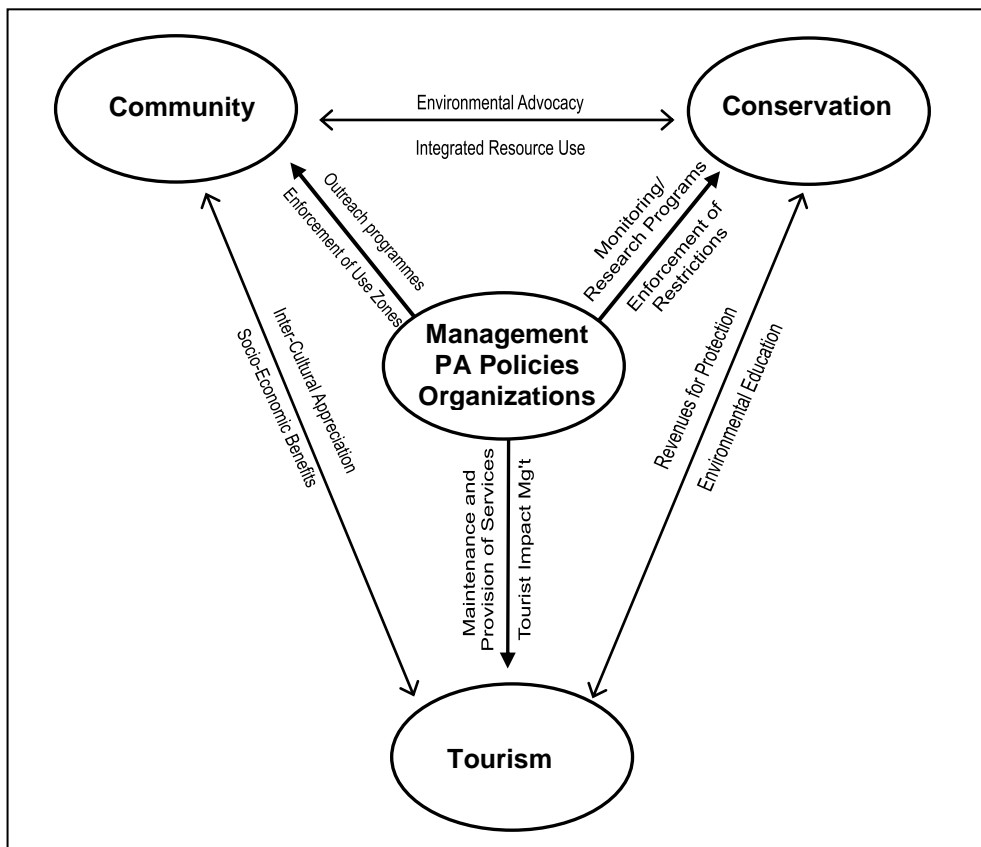 Community
Conservation
Environmental Advocacy
Integrated Resource Use
Outreach programmes
Enforcement of Use Zones
Monitoring/
Research Programs
Enforcement of
Restrictions
Management
PA Policies
Organizations
Inter-Cultural Appreciation
Socio-Economic Benefits
Revenues for Protection
Environmental Education
Maintenance and
Provision of Services
Tourist Impact Mg't
Tourism